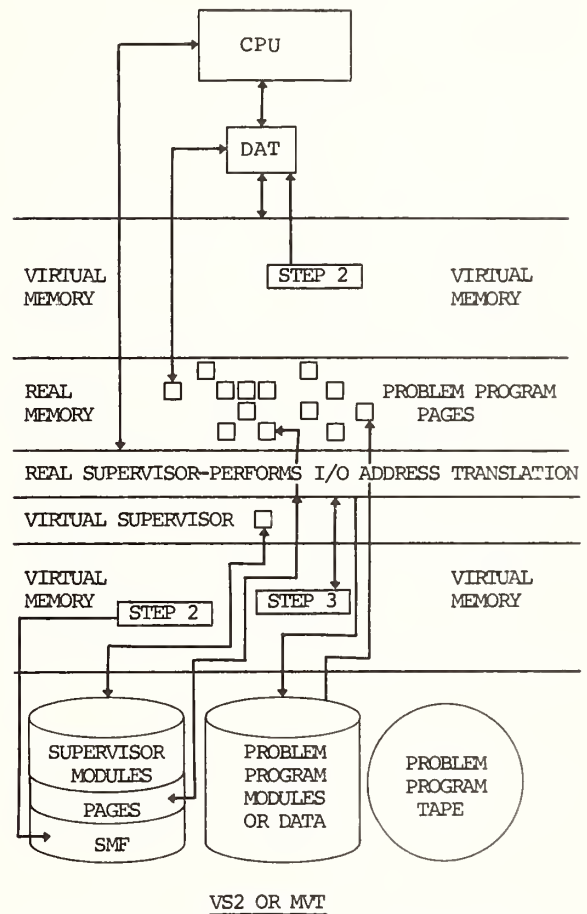 CPU
DAT
STEP 2
VIRTUAL MEMORY
VIRTUAL MEMORY
REAL MEMORY
PROBLEM PROGRAM PAGES
REAL SUPERVISOR-PERFORMS I/O ADDRESS TRANSLATION
VIRTUAL SUPERVISOR
VIRTUAL MEMORY
VIRTUAL MEMORY
STEP 2
STEP 3
SUPERVISOR MODULES
PAGES
SMF
PROBLEM PROGRAM MODULES OR DATA
PROBLEM PROGRAM TAPE
VS2 OR MVT